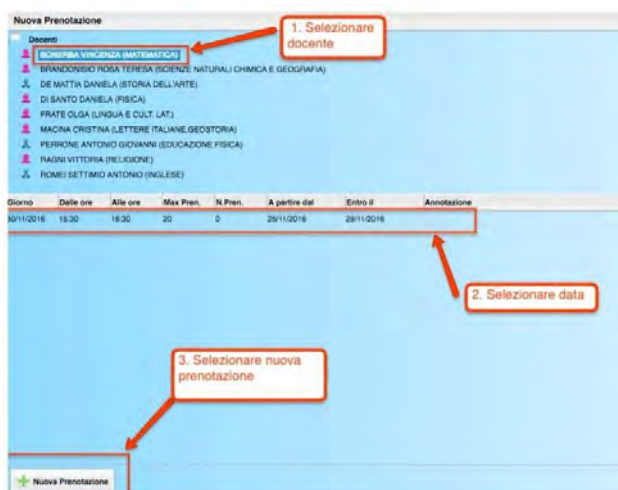 Nuova Prenotazione
1. Selezionare
docente
Docenti
BONERBA VINCENZA (MATEMATICA)
BRANDONISIO ROSA TERESA (SCIENZE NATURALI CHIMICA E GEOGRAFIA)
DE MATTIA DANIELA (STORIA DELL'ARTE)
DI SANTO DANIELA (FISICA)
FRATE OLGA (LINGUA E CULT. LAT.)
MACINA CRISTINA (LETTERE ITALIANE,GEOSTORIA)
PERRONE ANTONIO GIOVANNI (EDUCAZIONE FISICA)
RAGNI VITTORIA (RELIGIONE)
ROMEI SETTIMIO ANTONIO (INGLESE)
Giorno Dalle ore Alle ore Max Pren. N.Pren. A partire dal Entro il Annotazione
30/11/2016 15:30 16:30 20 0 25/11/2016 29/11/2016
2. Selezionare data
3. Selezionare nuova
prenotazione
Nuova Prenotazione